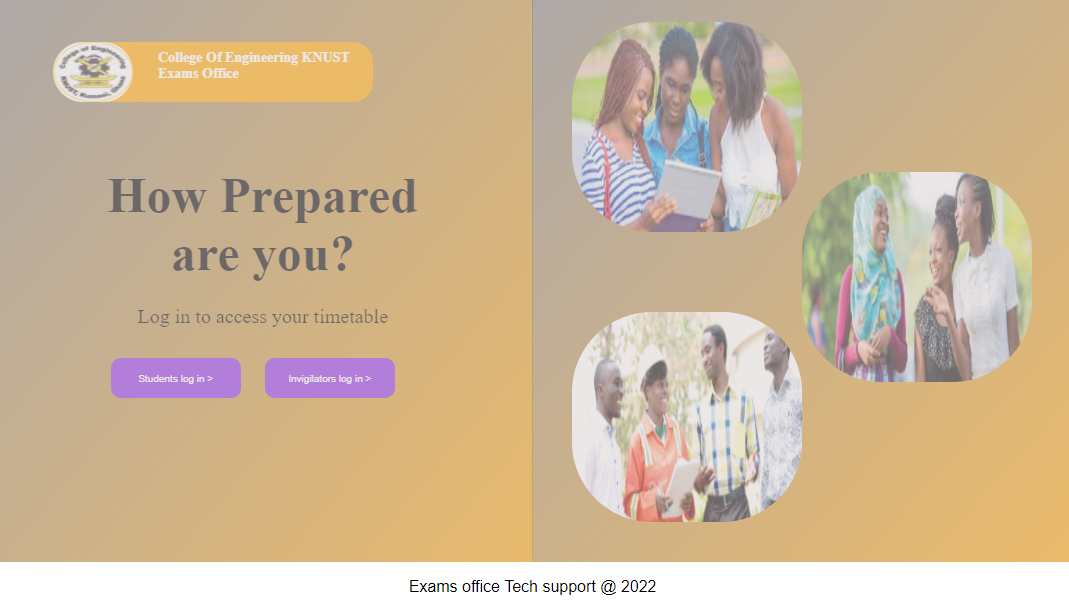 College of Engineering
KNUST, Kumasi, Ghana
College Of Engineering KNUST
Exams Office
How Prepared
are you?
Log in to access your timetable
Students log in >
Invigilators log in >
Exams office Tech support @ 2022